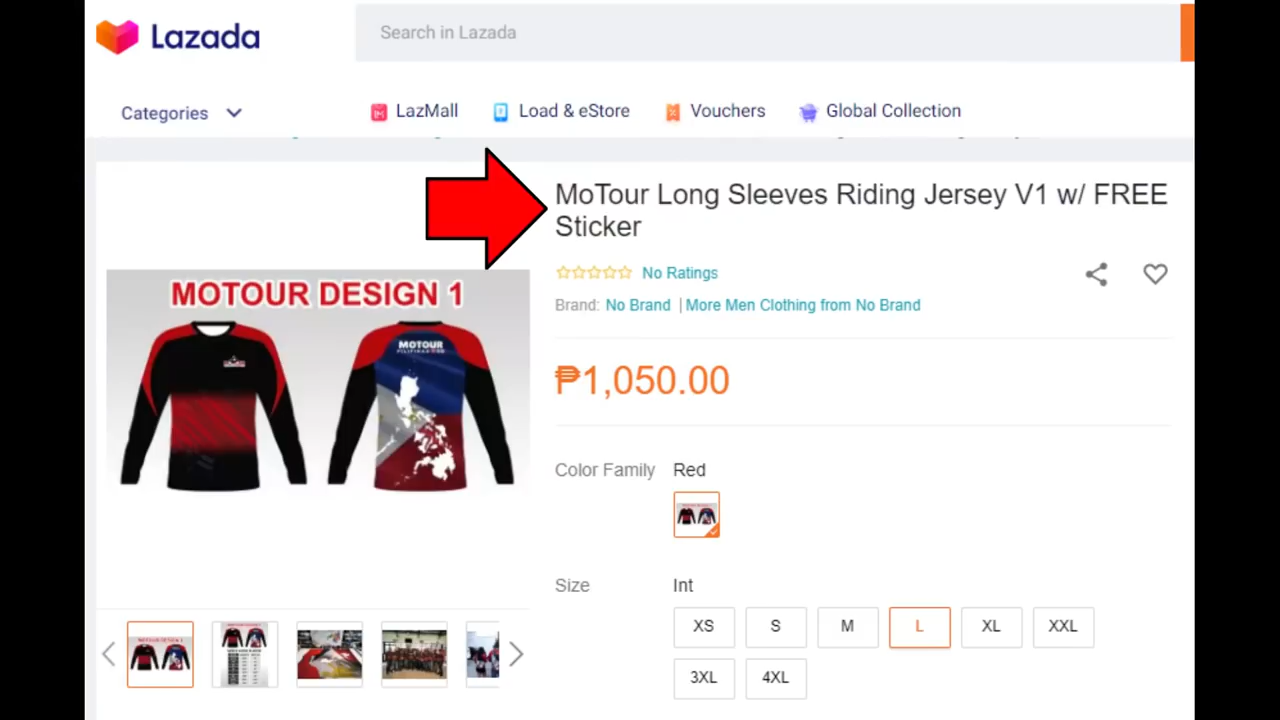 Lazada
Search in Lazada
Categories
LazMall
Load & eStore
Vouchers
Global Collection
MoTour Long Sleeves Riding Jersey V1 w/ FREE
Sticker
No Ratings
Brand: No Brand | More Men Clothing from No Brand
MOTOUR DESIGN 1
MOTOUR
₱1,050.00
Color Family Red
Size Int
XS S M L XL XXL
3XL 4XL